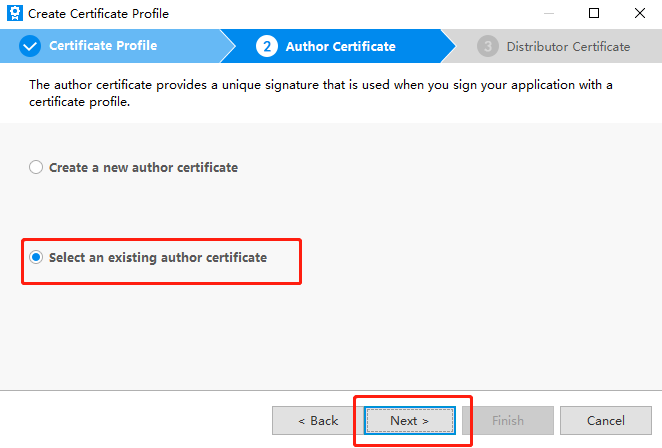 Create Certificate Profile
Certificate Profile
2 Author Certificate
3 Distributor Certificate
The author certificate provides a unique signature that is used when you sign your application with a
certificate profile.
Create a new author certificate
Select an existing author certificate
< Back
Next >
Finish
Cancel